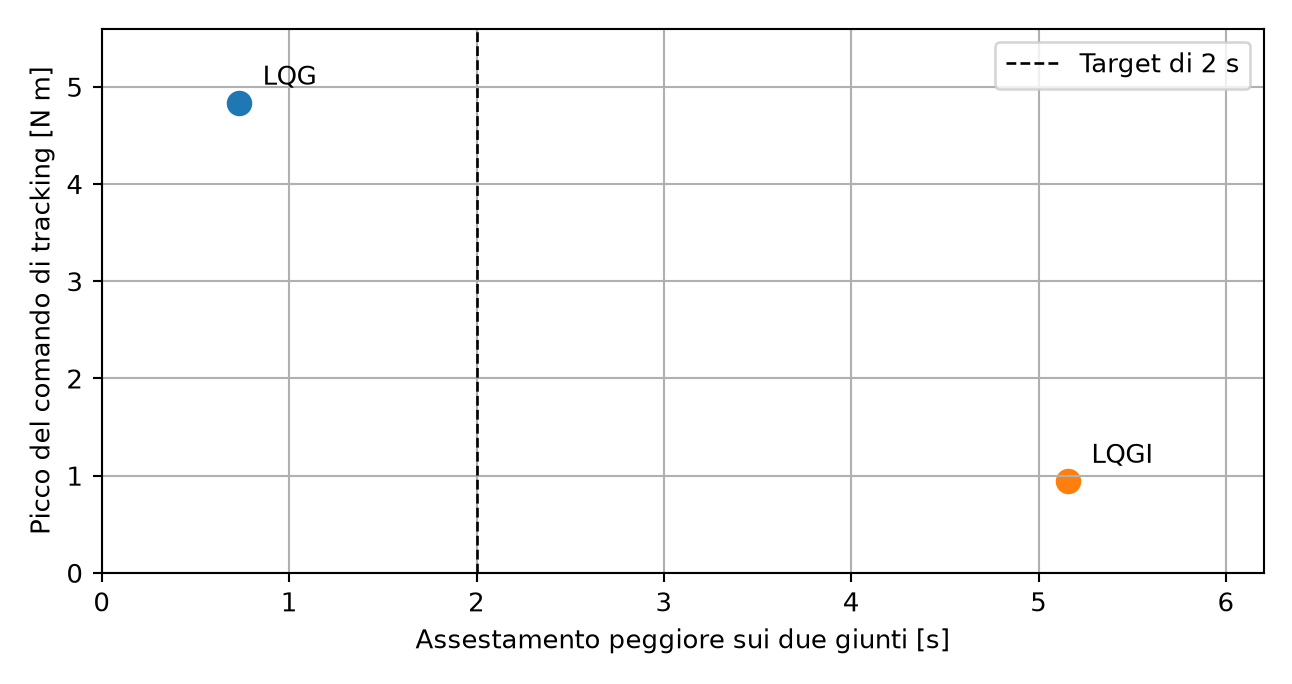 Picco del comando di tracking [N m]
5
4
3
2
1
0
LQG
LQGI
Target di 2 s
0 1 2 3 4 5 6
Assestamento peggiore sui due giunti [s]